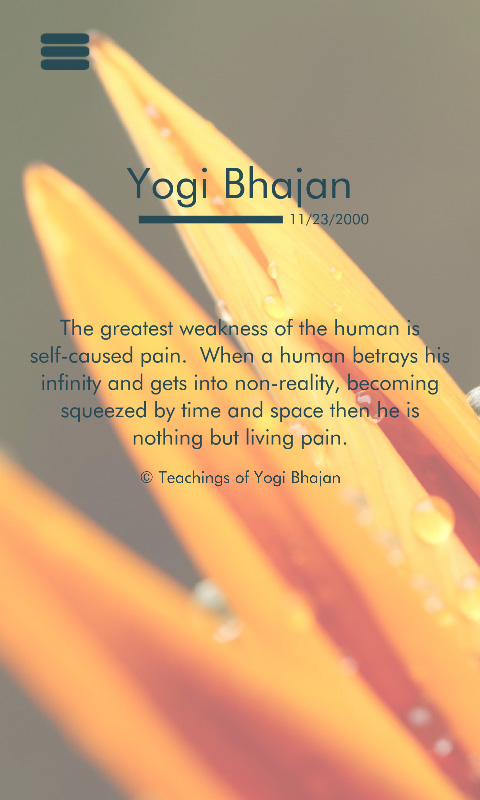 Yogi Bhajan
11/23/2000
The greatest weakness of the human is
self-caused pain.  When a human betrays his
infinity and gets into non-reality, becoming
squeezed by time and space then he is
nothing but living pain.
© Teachings of Yogi Bhajan